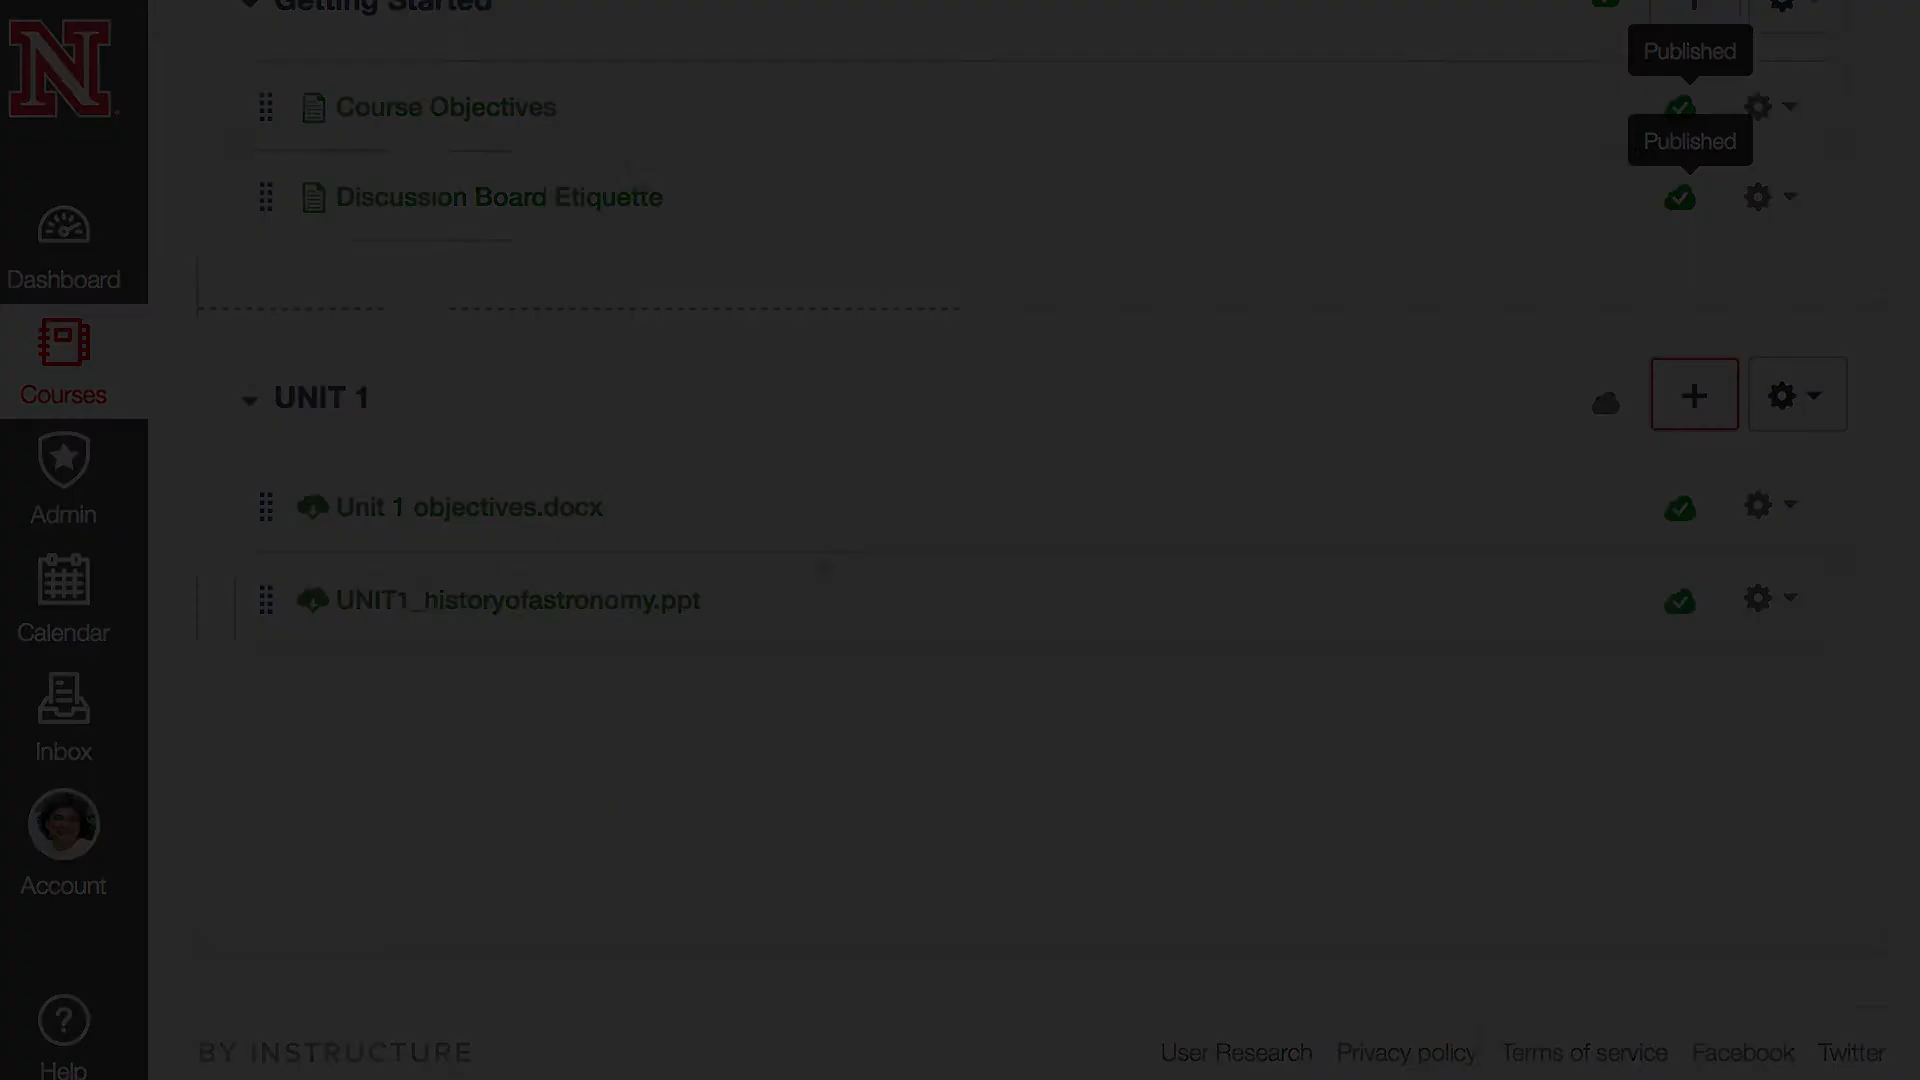 Getting Started
Published
Course Objectives
Published
Discussion Board Etiquette
Dashboard
Courses
UNIT 1
Unit 1 objectives.docx
Admin
UNIT1_historyofastronomy.ppt
Calendar
Inbox
Account
BY INSTRUCTURE
User Research Privacy policy Terms of service Facebook Twitter
Help
N